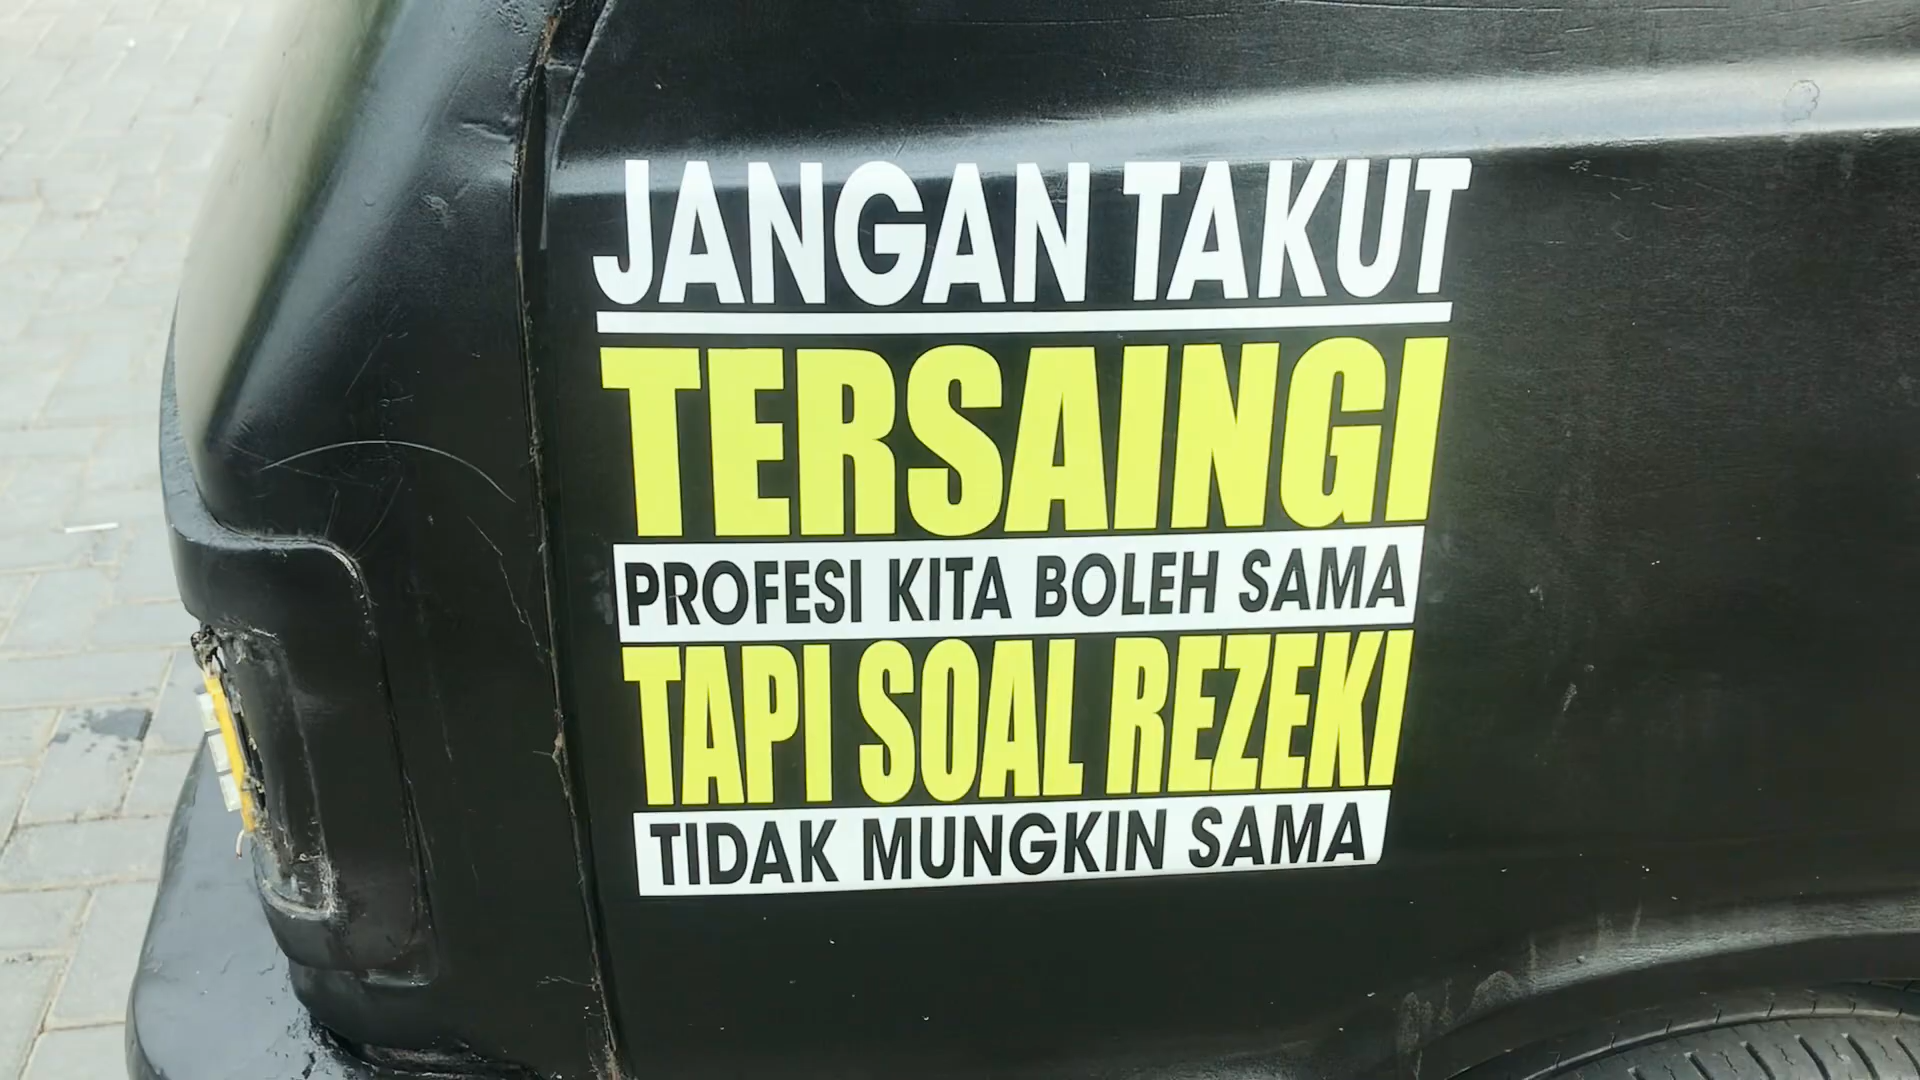 JANGAN TAKUT
TERSAINGI
PROFESI KITA BOLEH SAMA
TAPI SOAL REZEKI
TIDAK MUNGKIN SAMA